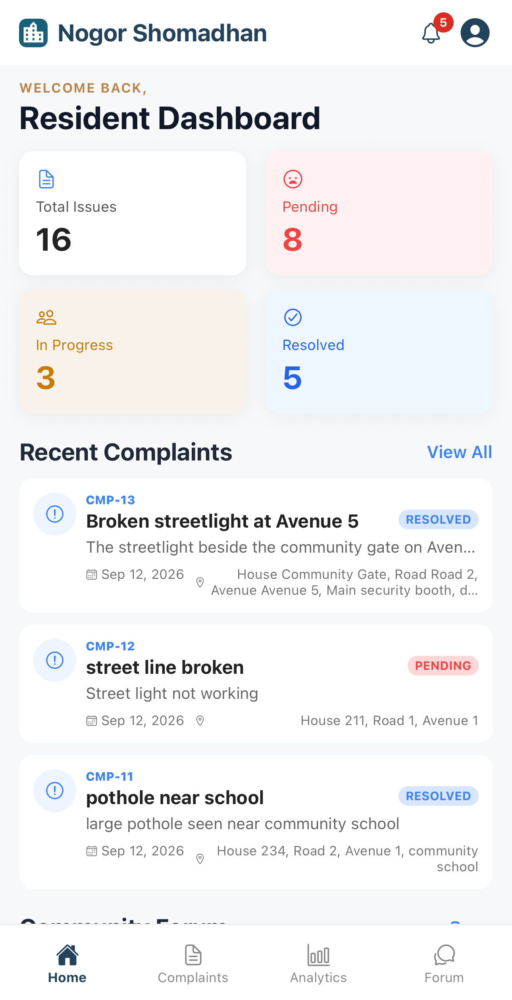 Nogor Shomadhan
5
WELCOME BACK,
Resident Dashboard
Total Issues
16
Pending
8
In Progress
3
Resolved
5
Recent Complaints
View All
CMP-13
Broken streetlight at Avenue 5
RESOLVED
The streetlight beside the community gate on Aven...
Sep 12, 2026
House Community Gate, Road Road 2,
Avenue Avenue 5, Main security booth, d...
CMP-12
street line broken
PENDING
Street light not working
Sep 12, 2026
House 211, Road 1, Avenue 1
CMP-11
pothole near school
RESOLVED
large pothole seen near community school
Sep 12, 2026
House 234, Road 2, Avenue 1, community
school
Community Forum
Home
Complaints
Analytics
Forum